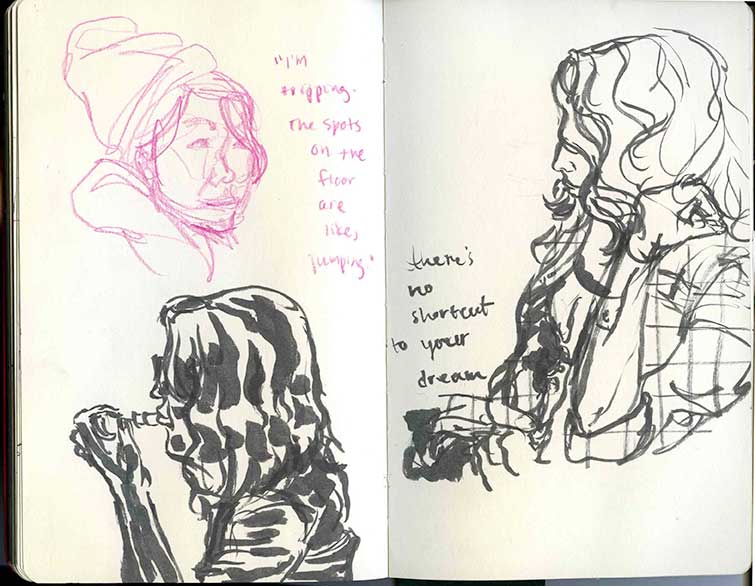 "I'm
tripping.
The spots
on the
floor
are
like,
jumping."
there's
no
shortcut
to your
dream